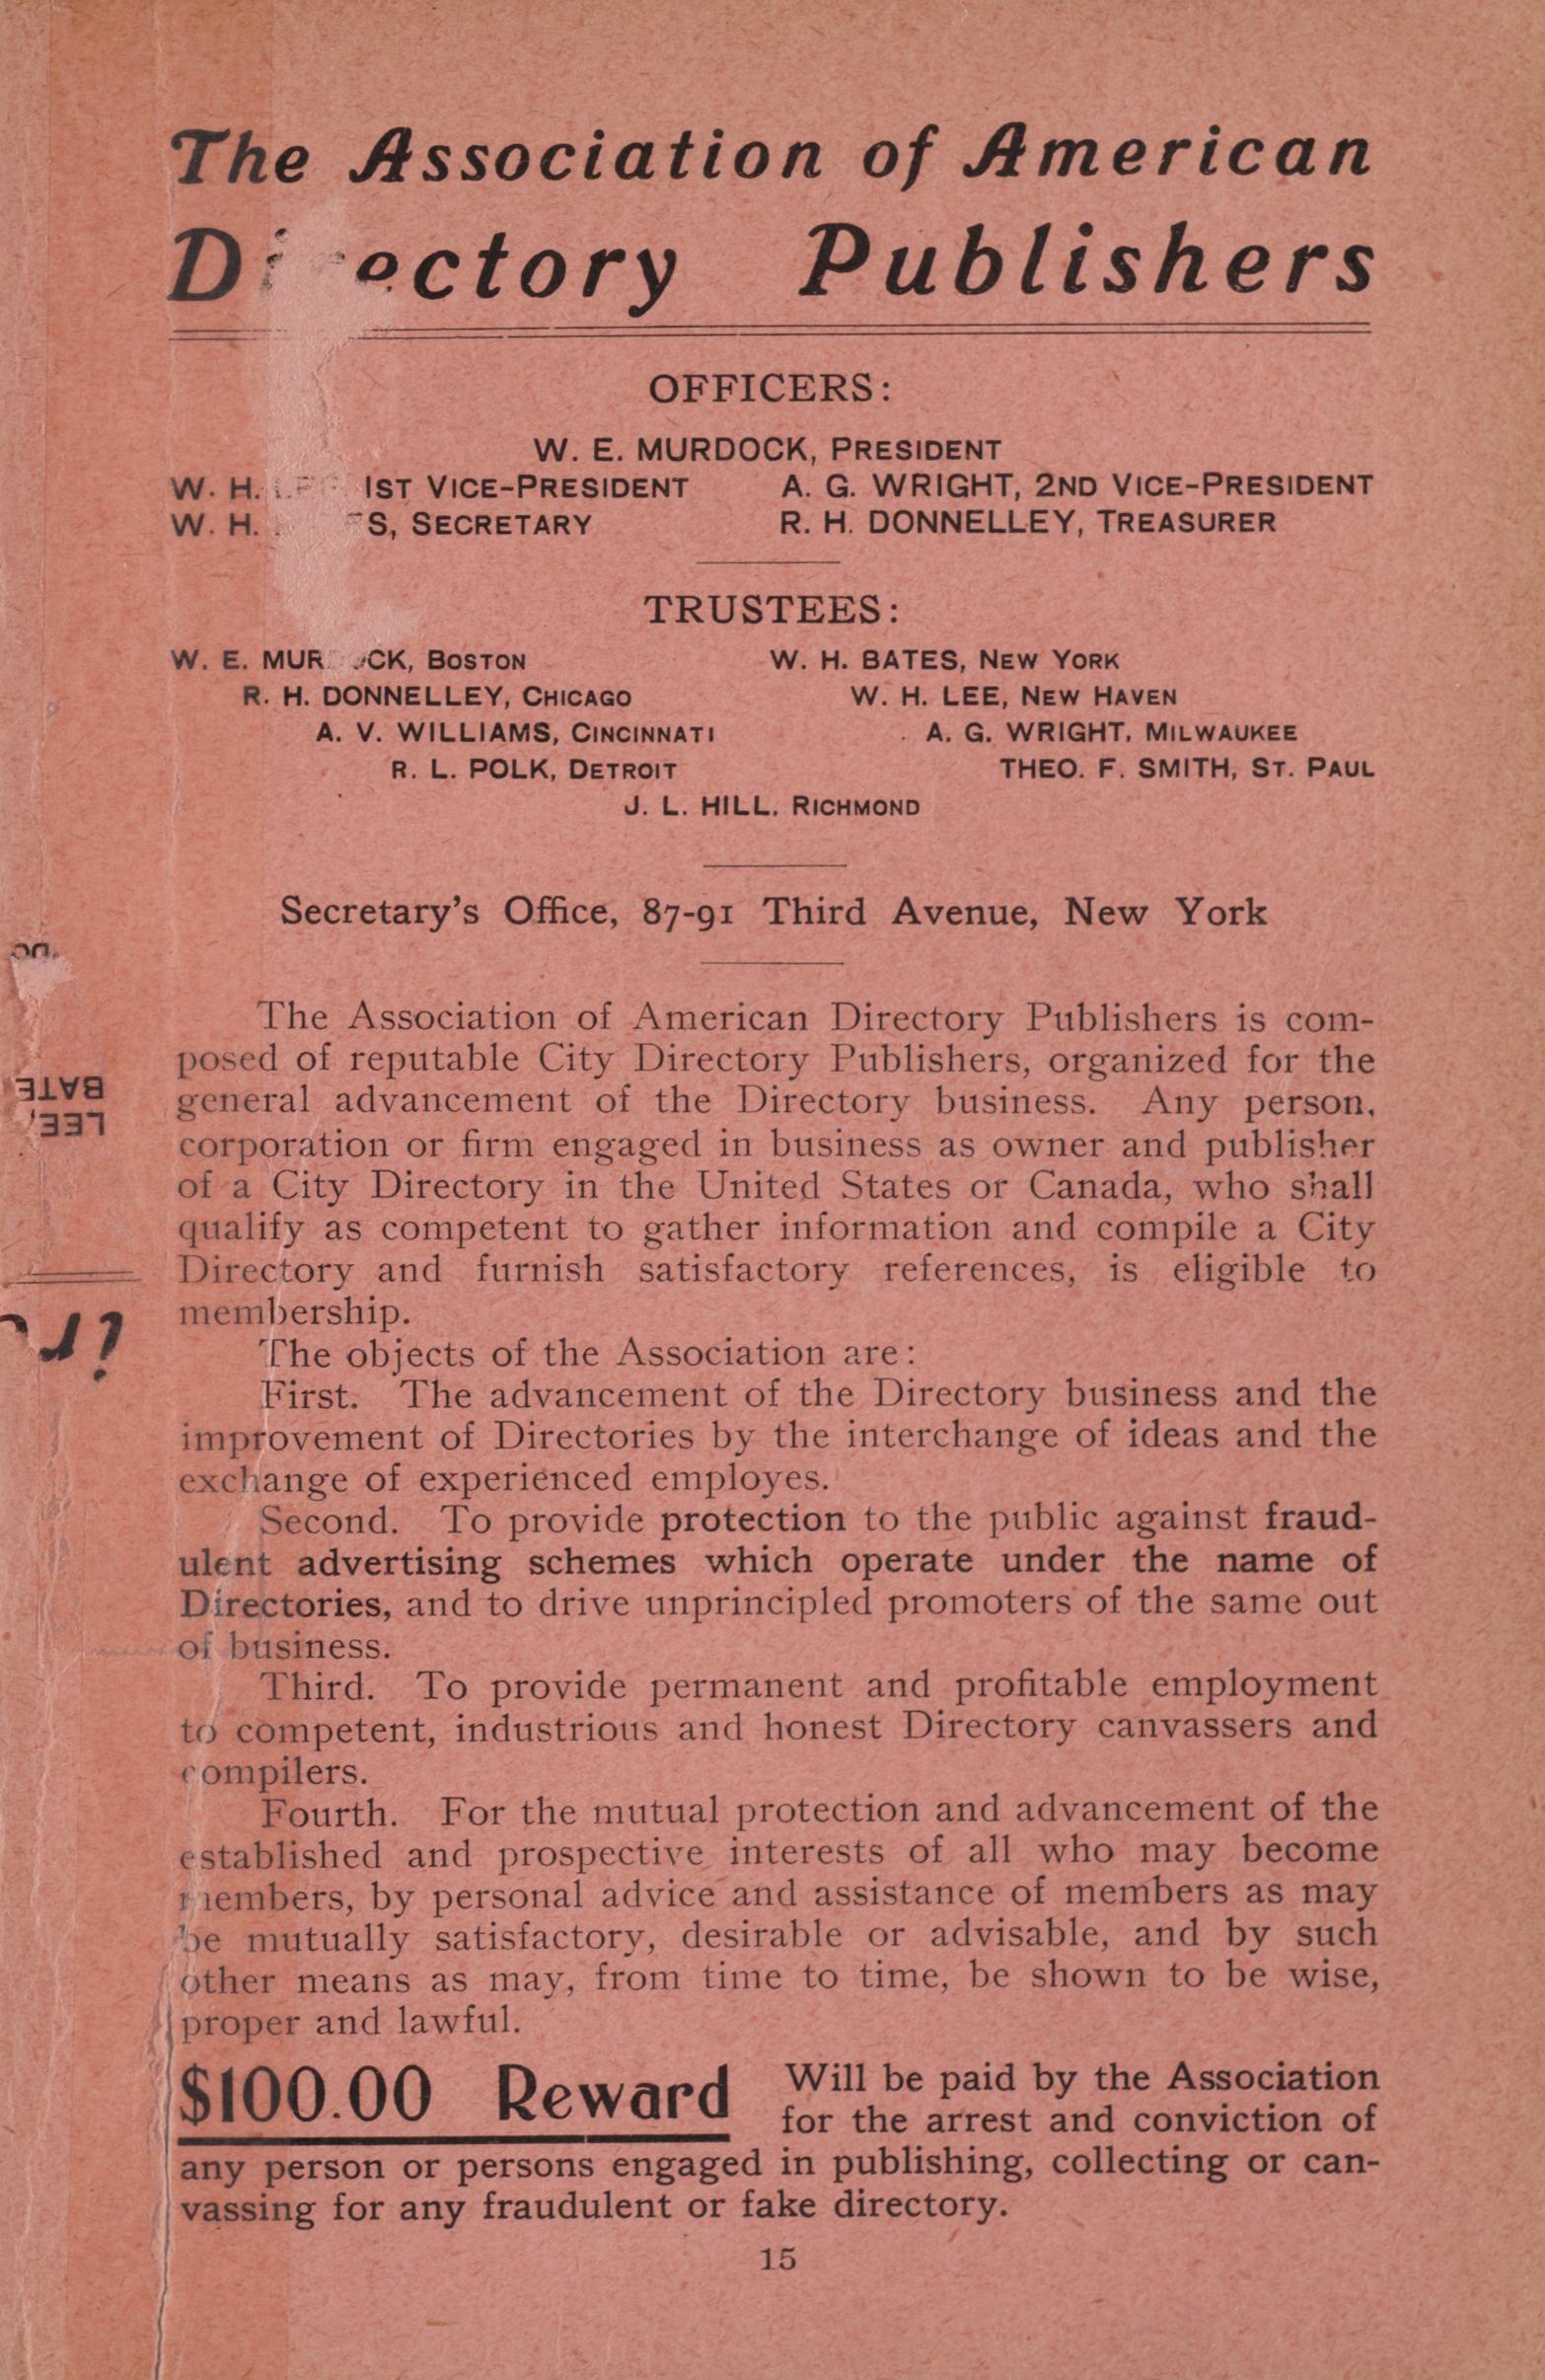 The Association of American
Directory Publishers
OFFICERS:
W. E. MURDOCK, PRESIDENT
W. H. 1ST VICE-PRESIDENT A. G. WRIGHT, 2ND VICE-PRESIDENT
W. H. SECRETARY R. H. DONNELLEY, TREASURER
TRUSTEES:
W. E. MURDOCK, BOSTON W. H. BATES, NEW YORK
R. H. DONNELLEY, CHICAGO W. H. LEE, NEW HAVEN
A. V. WILLIAMS, CINCINNATI A. G. WRIGHT, MILWAUKEE
R. L. POLK, DETROIT THEO. F. SMITH, ST. PAUL
J. L. HILL, RICHMOND
Secretary's Office, 87-91 Third Avenue, New York
The Association of American Directory Publishers is com-
posed of reputable City Directory Publishers, organized for the
general advancement of the Directory business. Any person,
corporation or firm engaged in business as owner and publisher
of a City Directory in the United States or Canada, who shall
qualify as competent to gather information and compile a City
Directory and furnish satisfactory references, is eligible to
membership.
The objects of the Association are:
First. The advancement of the Directory business and the
improvement of Directories by the interchange of ideas and the
exchange of experienced employes.
Second. To provide protection to the public against fraud-
ulent advertising schemes which operate under the name of
Directories, and to drive unprincipled promoters of the same out
of business.
Third. To provide permanent and profitable employment
to competent, industrious and honest Directory canvassers and
compilers.
Fourth. For the mutual protection and advancement of the
established and prospective interests of all who may become
members, by personal advice and assistance of members as may
be mutually satisfactory, desirable or advisable, and by such
other means as may, from time to time, be shown to be wise,
proper and lawful.
$100.00 Reward Will be paid by the Association
for the arrest and conviction of
any person or persons engaged in publishing, collecting or can-
vassing for any fraudulent or fake directory.
15
BATE
LEE,